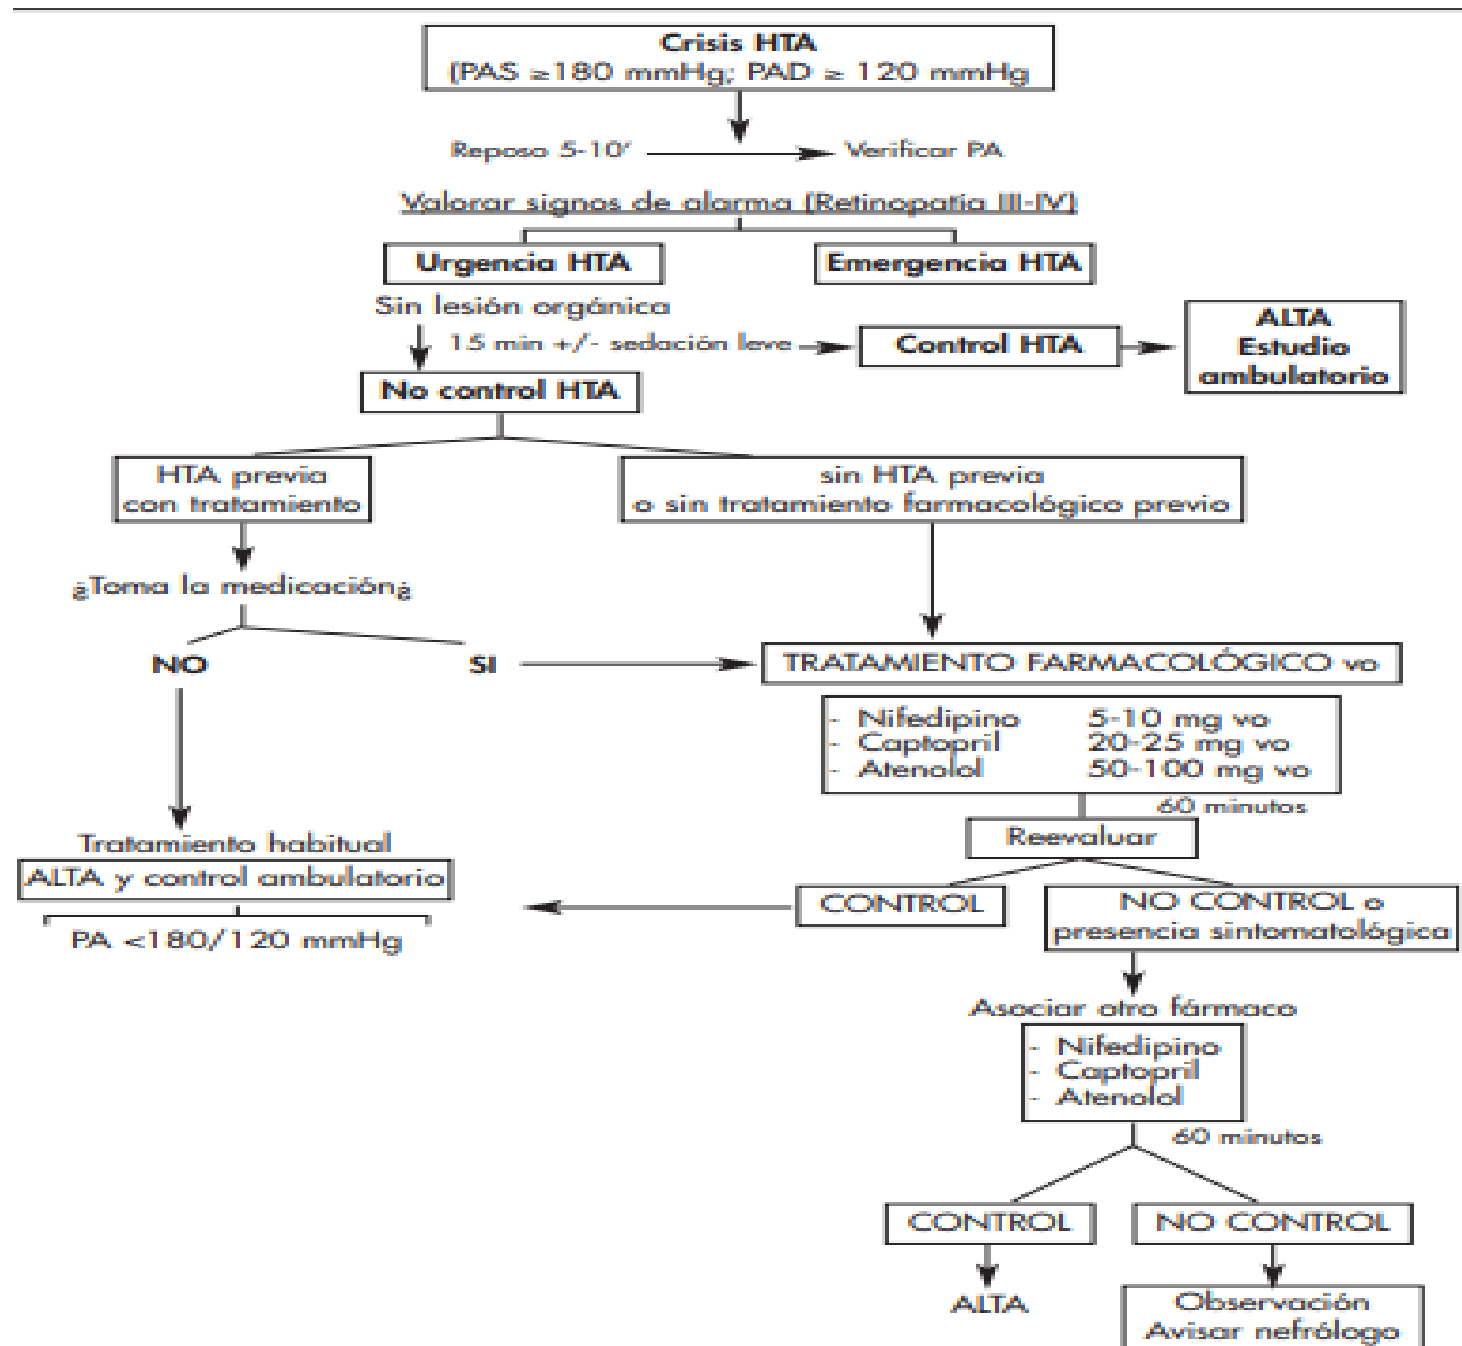 Crisis HTA
(PAS ≥180 mmHg; PAD ≥ 120 mmHg
Reposo 5-10’
Verificar PA
Valorar signos de alarma (Retinopatia III-IV)
Urgencia HTA
Emergencia HTA
Sin lesión orgánica
15 min +/- sedación leve
Control HTA
ALTA
Estudio
ambulatorio
No control HTA
HTA previa
con tratamiento
sin HTA previa
o sin tratamiento farmacológico previo
¿Toma la medicación¿
NO
SI
TRATAMIENTO FARMACOLÓGICO vo
- Nifedipino 5-10 mg vo
- Captopril 20-25 mg vo
- Atenolol 50-100 mg vo
60 minutos
Reevaluar
Tratamiento habitual
ALTA y control ambulatorio
PA <180/120 mmHg
CONTROL
NO CONTROL o
presencia sintomatológica
Asociar otro fármaco
- Nifedipino
- Captopril
- Atenolol
60 minutos
CONTROL
NO CONTROL
ALTA
Observación
Avisar nefrólogo